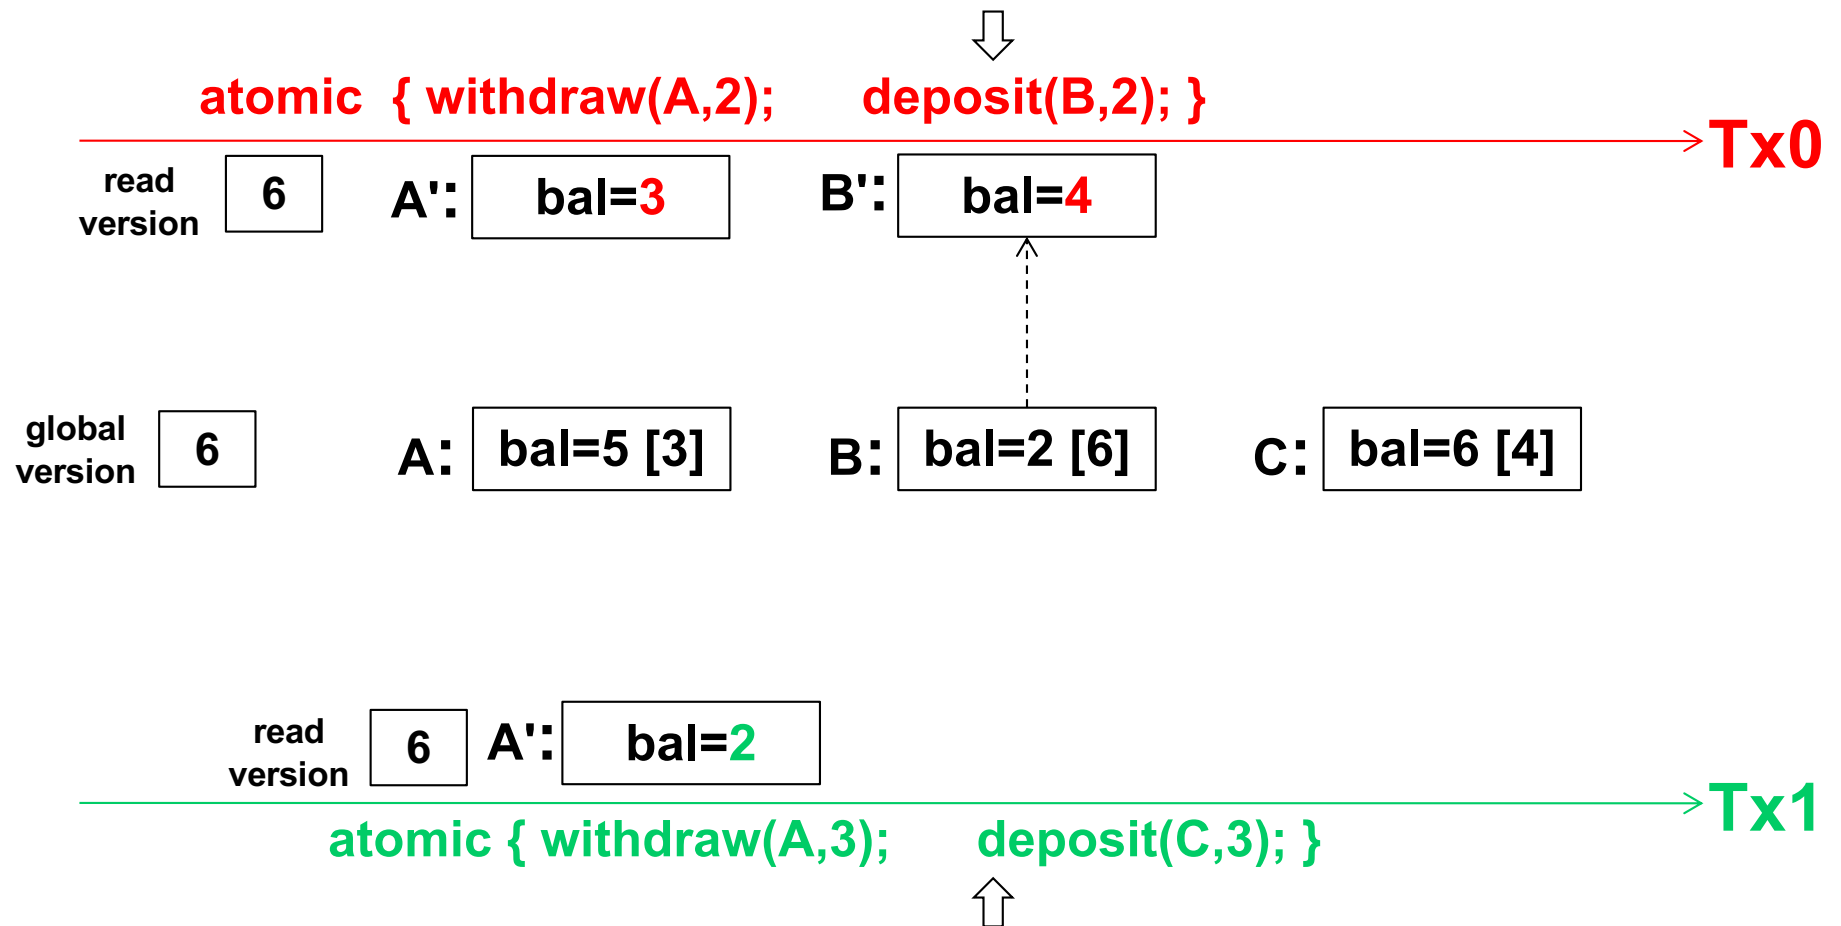 atomic { withdraw(A,2); deposit(B,2); }
Tx0
read
version
6
A': bal=3
B': bal=4
global
version
6
A: bal=5 [3]
B: bal=2 [6]
C: bal=6 [4]
read
version
6
A': bal=2
Tx1
atomic { withdraw(A,3); deposit(C,3); }